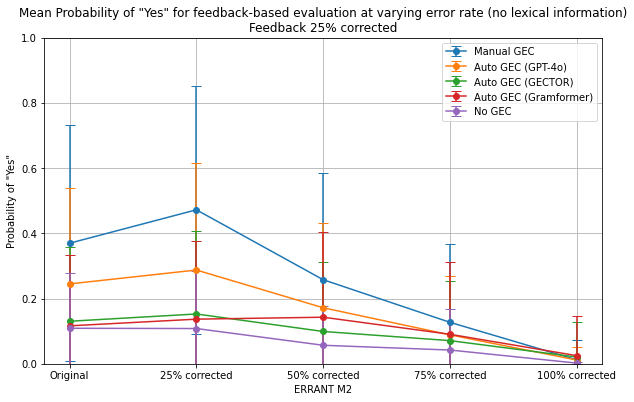 Mean Probability of "Yes" for feedback-based evaluation at varying error rate (no lexical information)
Feedback 25% corrected
Manual GEC
Auto GEC (GPT-4o)
Auto GEC (GECTOR)
Auto GEC (Gramformer)
No GEC
Probability of "Yes"
1.0
0.8
0.6
0.4
0.2
0.0
Original
25% corrected
50% corrected
75% corrected
100% corrected
ERRANT M2